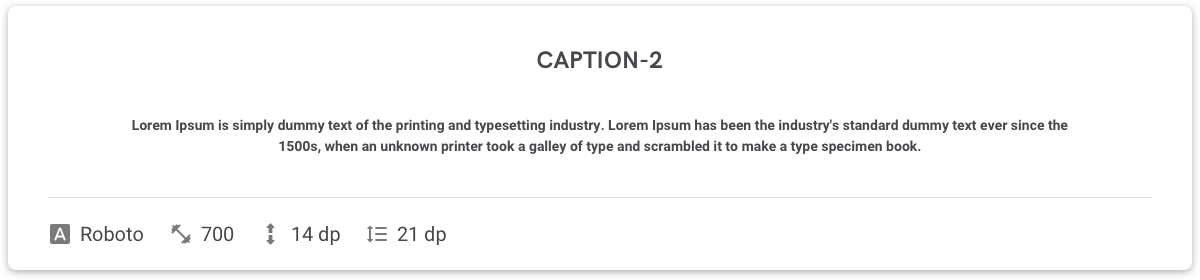 CAPTION-2
Lorem Ipsum is simply dummy text of the printing and typesetting industry. Lorem Ipsum has been the industry's standard dummy text ever since the
1500s, when an unknown printer took a galley of type and scrambled it to make a type specimen book.
A Roboto 700 14 dp 21 dp